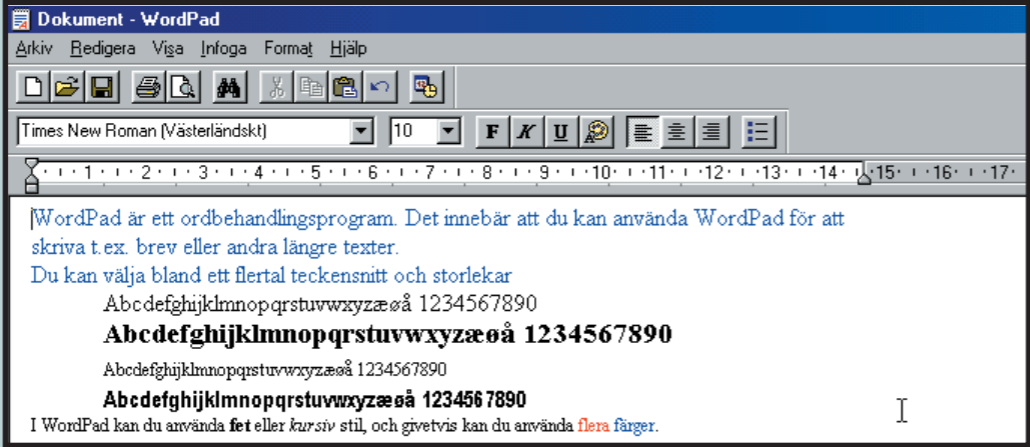 Dokument - WordPad
Arkiv Redigera Visa Infoga Format Hjälp
Times New Roman (Västerländskt) 10 F K U
1 2 3 4 5 6 7 8 9 10 11 12 13 14 15 16 17
WordPad är ett ordbehandlingsprogram. Det innebär att du kan använda WordPad för att
skriva t.ex. brev eller andra längre texter.
Du kan välja bland ett flertal teckensnitt och storlekar
Abcdefghijklmnopqrstuvwxyzæøå 1234567890
Abcdefghijklmnopqrstuvwxyzæøå 1234567890
Abcdefghijklmnopqrstuvwxyzæøå 1234567890
Abcdefghijklmnopqrstuvwxyzæøå 1234567890
I WordPad kan du använda fet eller kursiv stil, och givetvis kan du använda flera färger.